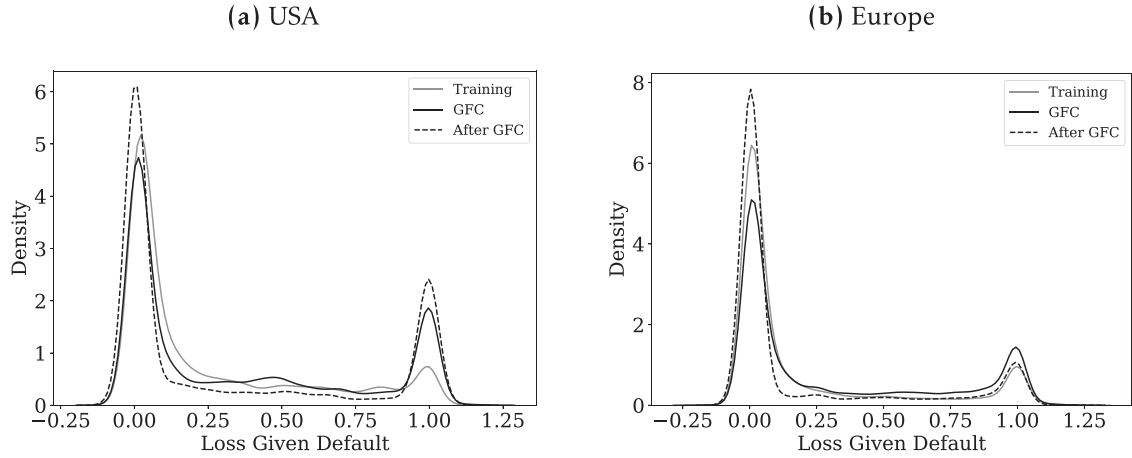 (a) USA
6
5
4
3
2
1
0
Density
Training
GFC
After GFC
−0.25 0.00 0.25 0.50 0.75 1.00 1.25
Loss Given Default
(b) Europe
8
6
4
2
0
Density
Training
GFC
After GFC
−0.25 0.00 0.25 0.50 0.75 1.00 1.25
Loss Given Default